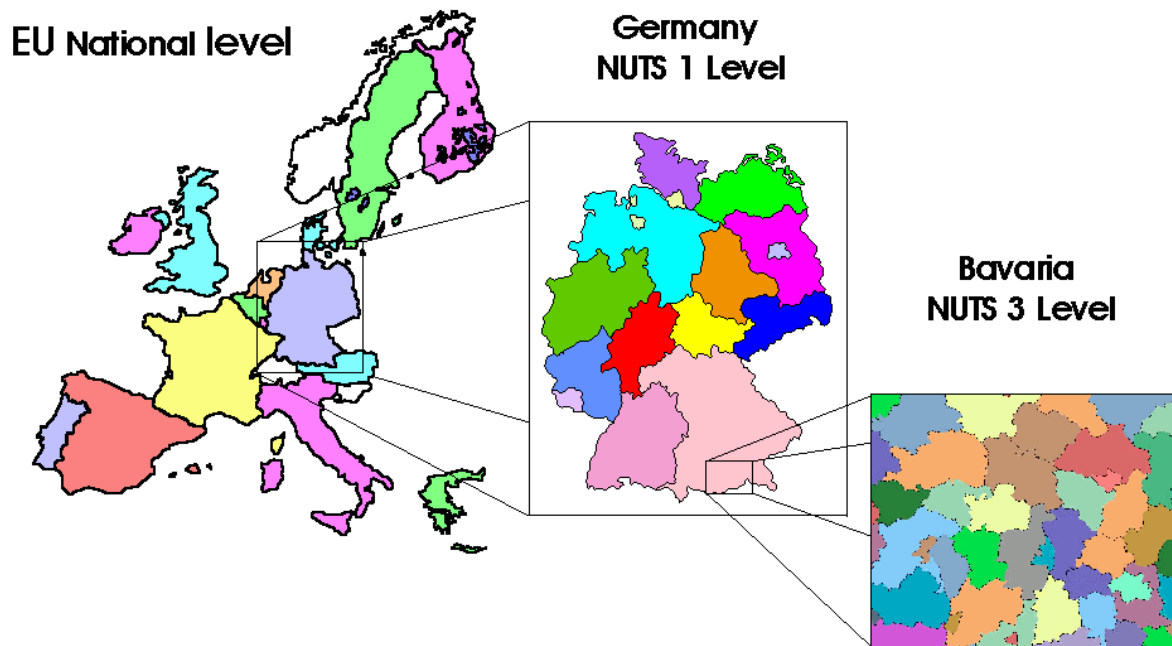 EU National level
Germany
NUTS 1 Level
Bavaria
NUTS 3 Level